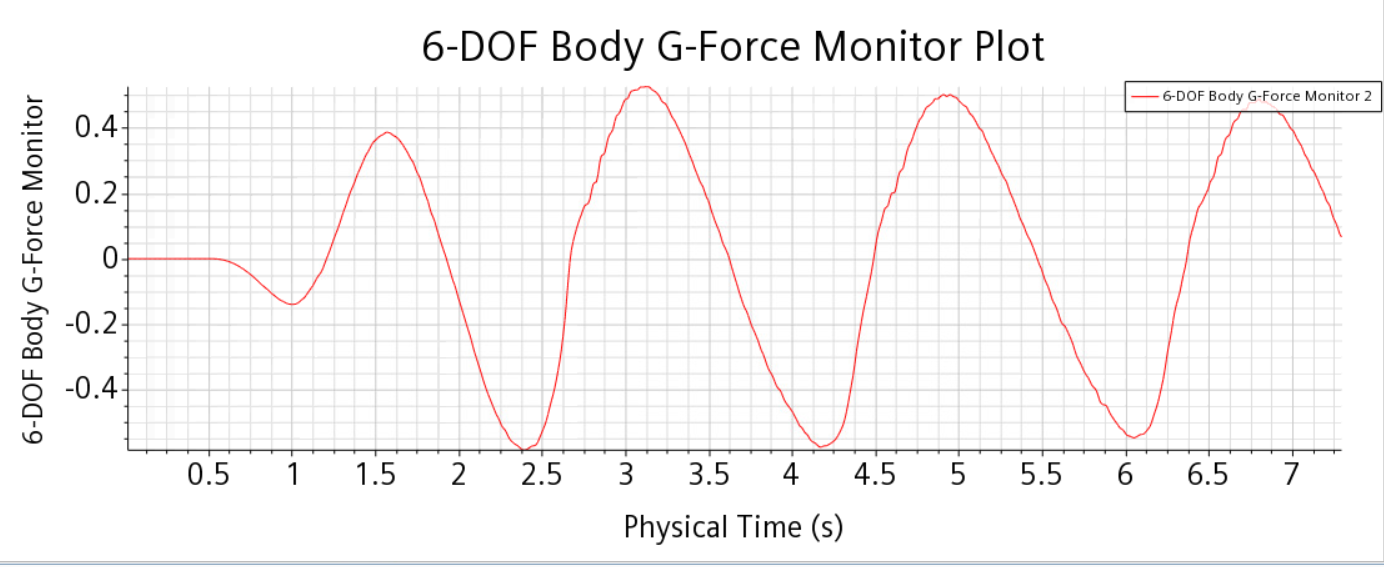 6-DOF Body G-Force Monitor Plot
6-DOF Body G-Force Monitor 2
6-DOF Body G-Force Monitor
0.4
0.2
0
-0.2
-0.4
0.5 1 1.5 2 2.5 3 3.5 4 4.5 5 5.5 6 6.5 7
Physical Time (s)